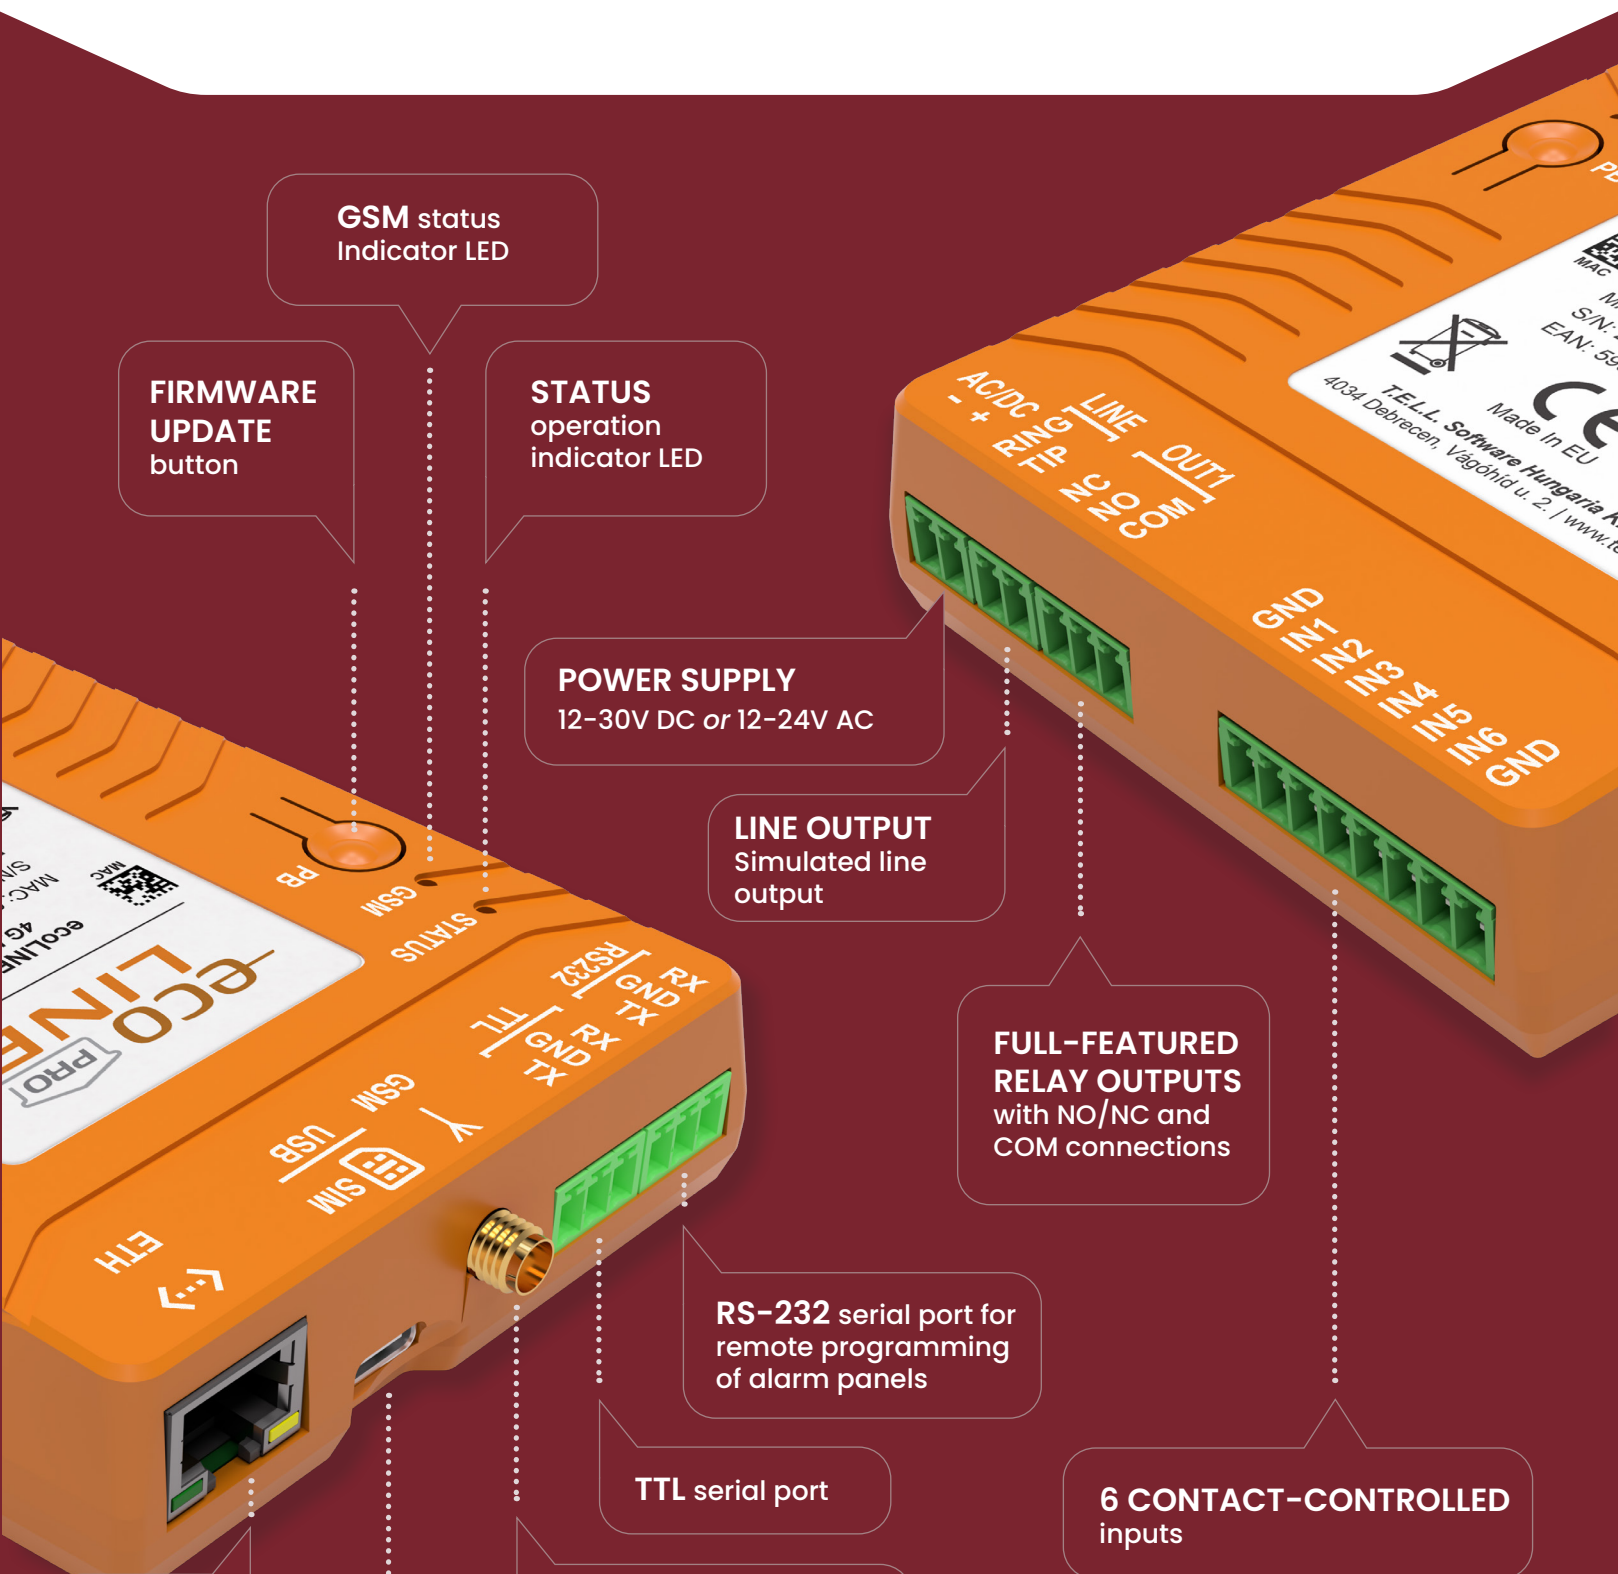 GSM status
Indicator LED
FIRMWARE
UPDATE
button
STATUS
operation
indicator LED
POWER SUPPLY
12-30V DC or 12-24V AC
LINE OUTPUT
Simulated line
output
FULL-FEATURED
RELAY OUTPUTS
with NO/NC and
COM connections
RS-232 serial port for
remote programming
of alarm panels
TTL serial port
6 CONTACT-CONTROLLED
inputs
AC/DC
- +
LINE
RING
TIP
OUT1
NC
NO
COM
GND
IN1
IN2
IN3
IN4
IN5
IN6
GND
MAC
S/N:
EAN:
CE
Made In EU
T.E.L.L. Software Hungaria
4034 Debrecen, Vágóhíd u. 2. |
PB
GSM
STATUS
RS232
RX
GND
TX
TTL
RX
GND
TX
GSM
USB
SIM
ETH
MAC
MAC:
ecoLINE
4G
eco
LINE
PRO